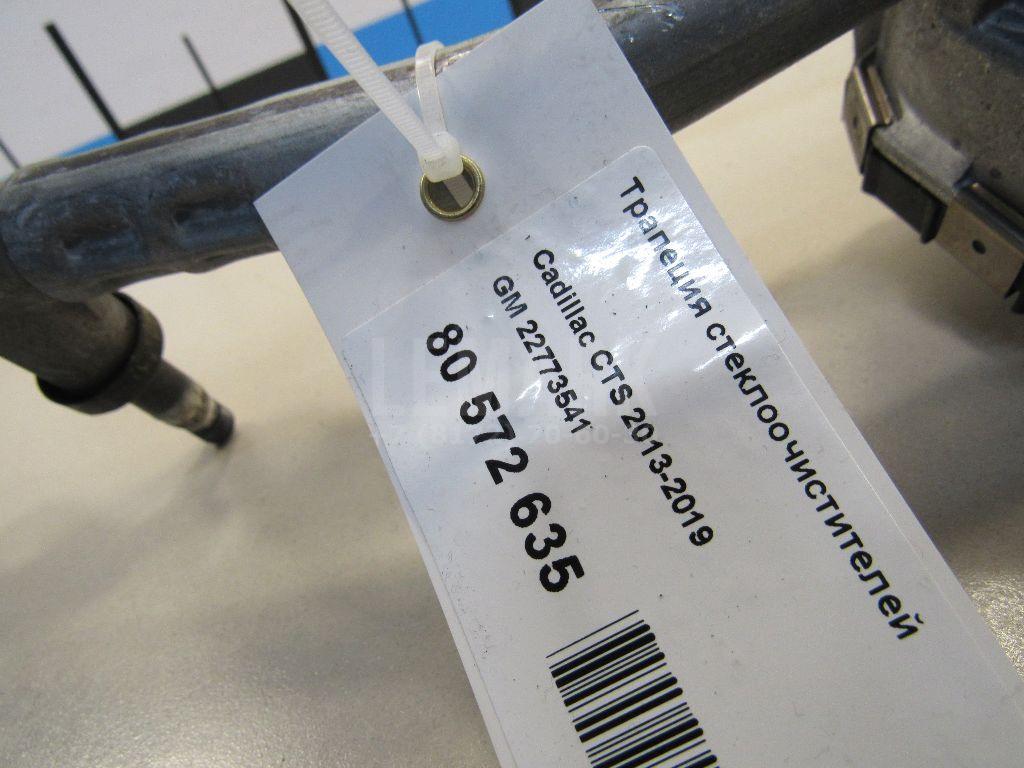 Трапеция стеклоочистителей
Cadillac CTS 2013-2019
GM 22773541
80 572 635